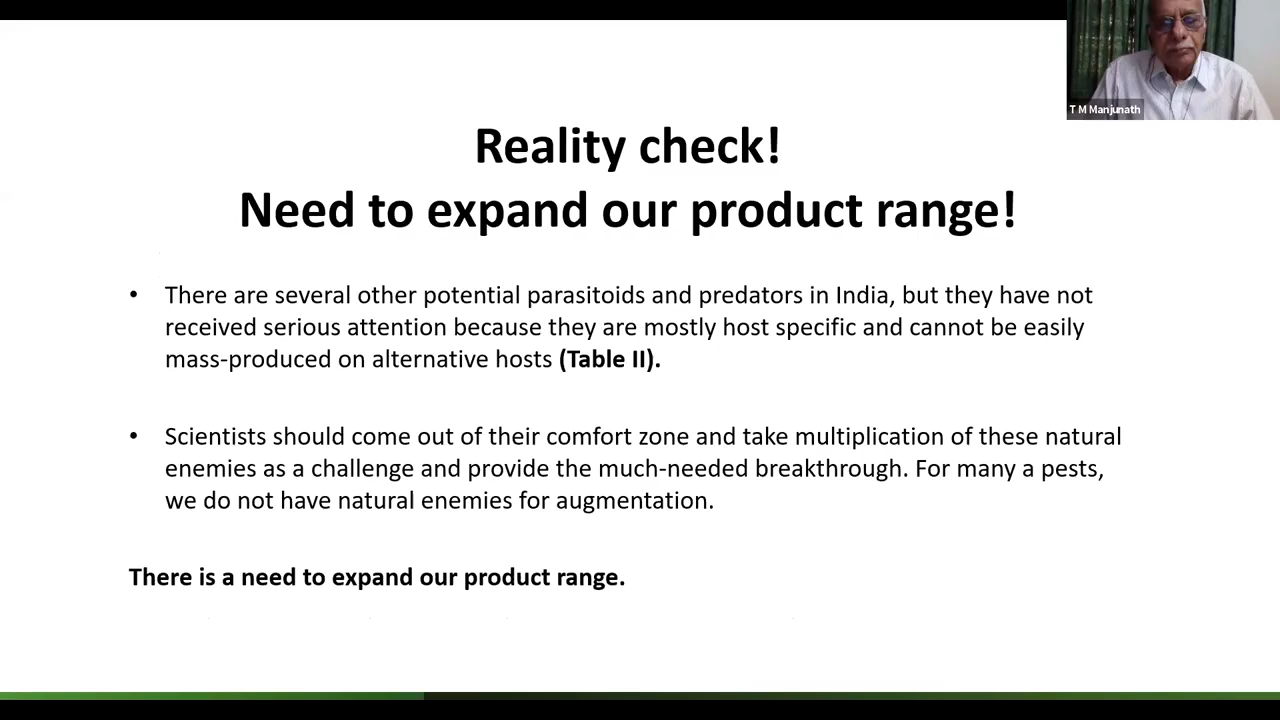 T M Manjunath
Reality check!
Need to expand our product range!
• There are several other potential parasitoids and predators in India, but they have not
received serious attention because they are mostly host specific and cannot be easily
mass-produced on alternative hosts (Table II).
• Scientists should come out of their comfort zone and take multiplication of these natural
enemies as a challenge and provide the much-needed breakthrough. For many a pests,
we do not have natural enemies for augmentation.
There is a need to expand our product range.